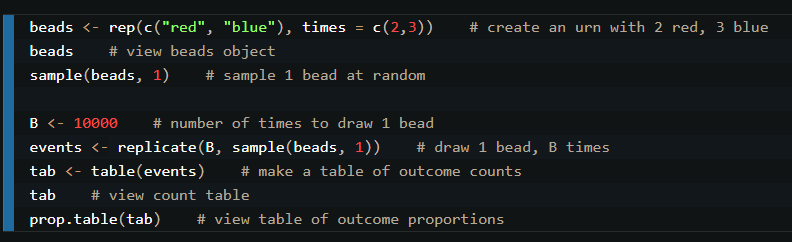 beads <- rep(c("red", "blue"), times = c(2,3))    # create an urn with 2 red, 3 blue
beads    # view beads object
sample(beads, 1)    # sample 1 bead at random

B <- 10000    # number of times to draw 1 bead
events <- replicate(B, sample(beads, 1))    # draw 1 bead, B times
tab <- table(events)    # make a table of outcome counts
tab    # view count table
prop.table(tab)    # view table of outcome proportions